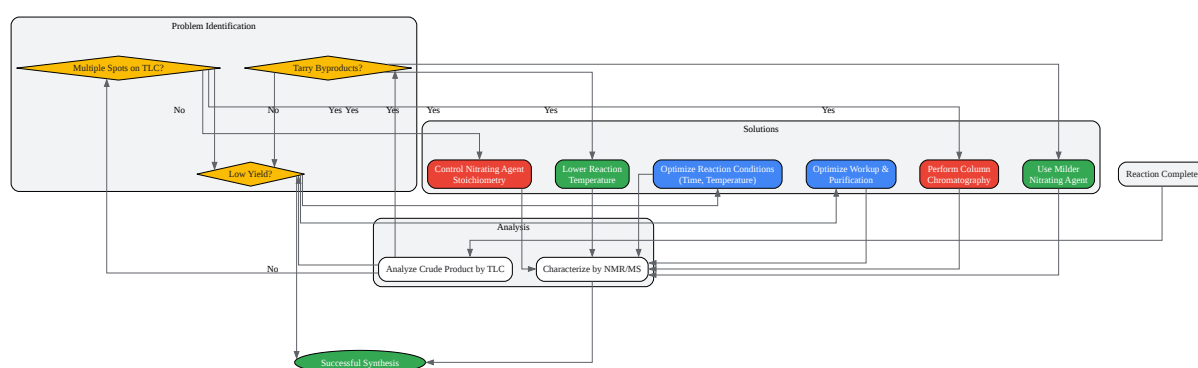 Problem Identification
Multiple Spots on TLC?
Tarry Byproducts?
No
No
Yes
Yes
Yes
Yes
Yes
Yes
Solutions
Low Yield?
Control Nitrating Agent
Stoichiometry
Lower Reaction
Temperature
Optimize Reaction Conditions
(Time, Temperature)
Optimize Workup &
Purification
Perform Column
Chromatography
Use Milder
Nitrating Agent
Reaction Complete
Analysis
Analyze Crude Product by TLC
Characterize by NMR/MS
No
Successful Synthesis